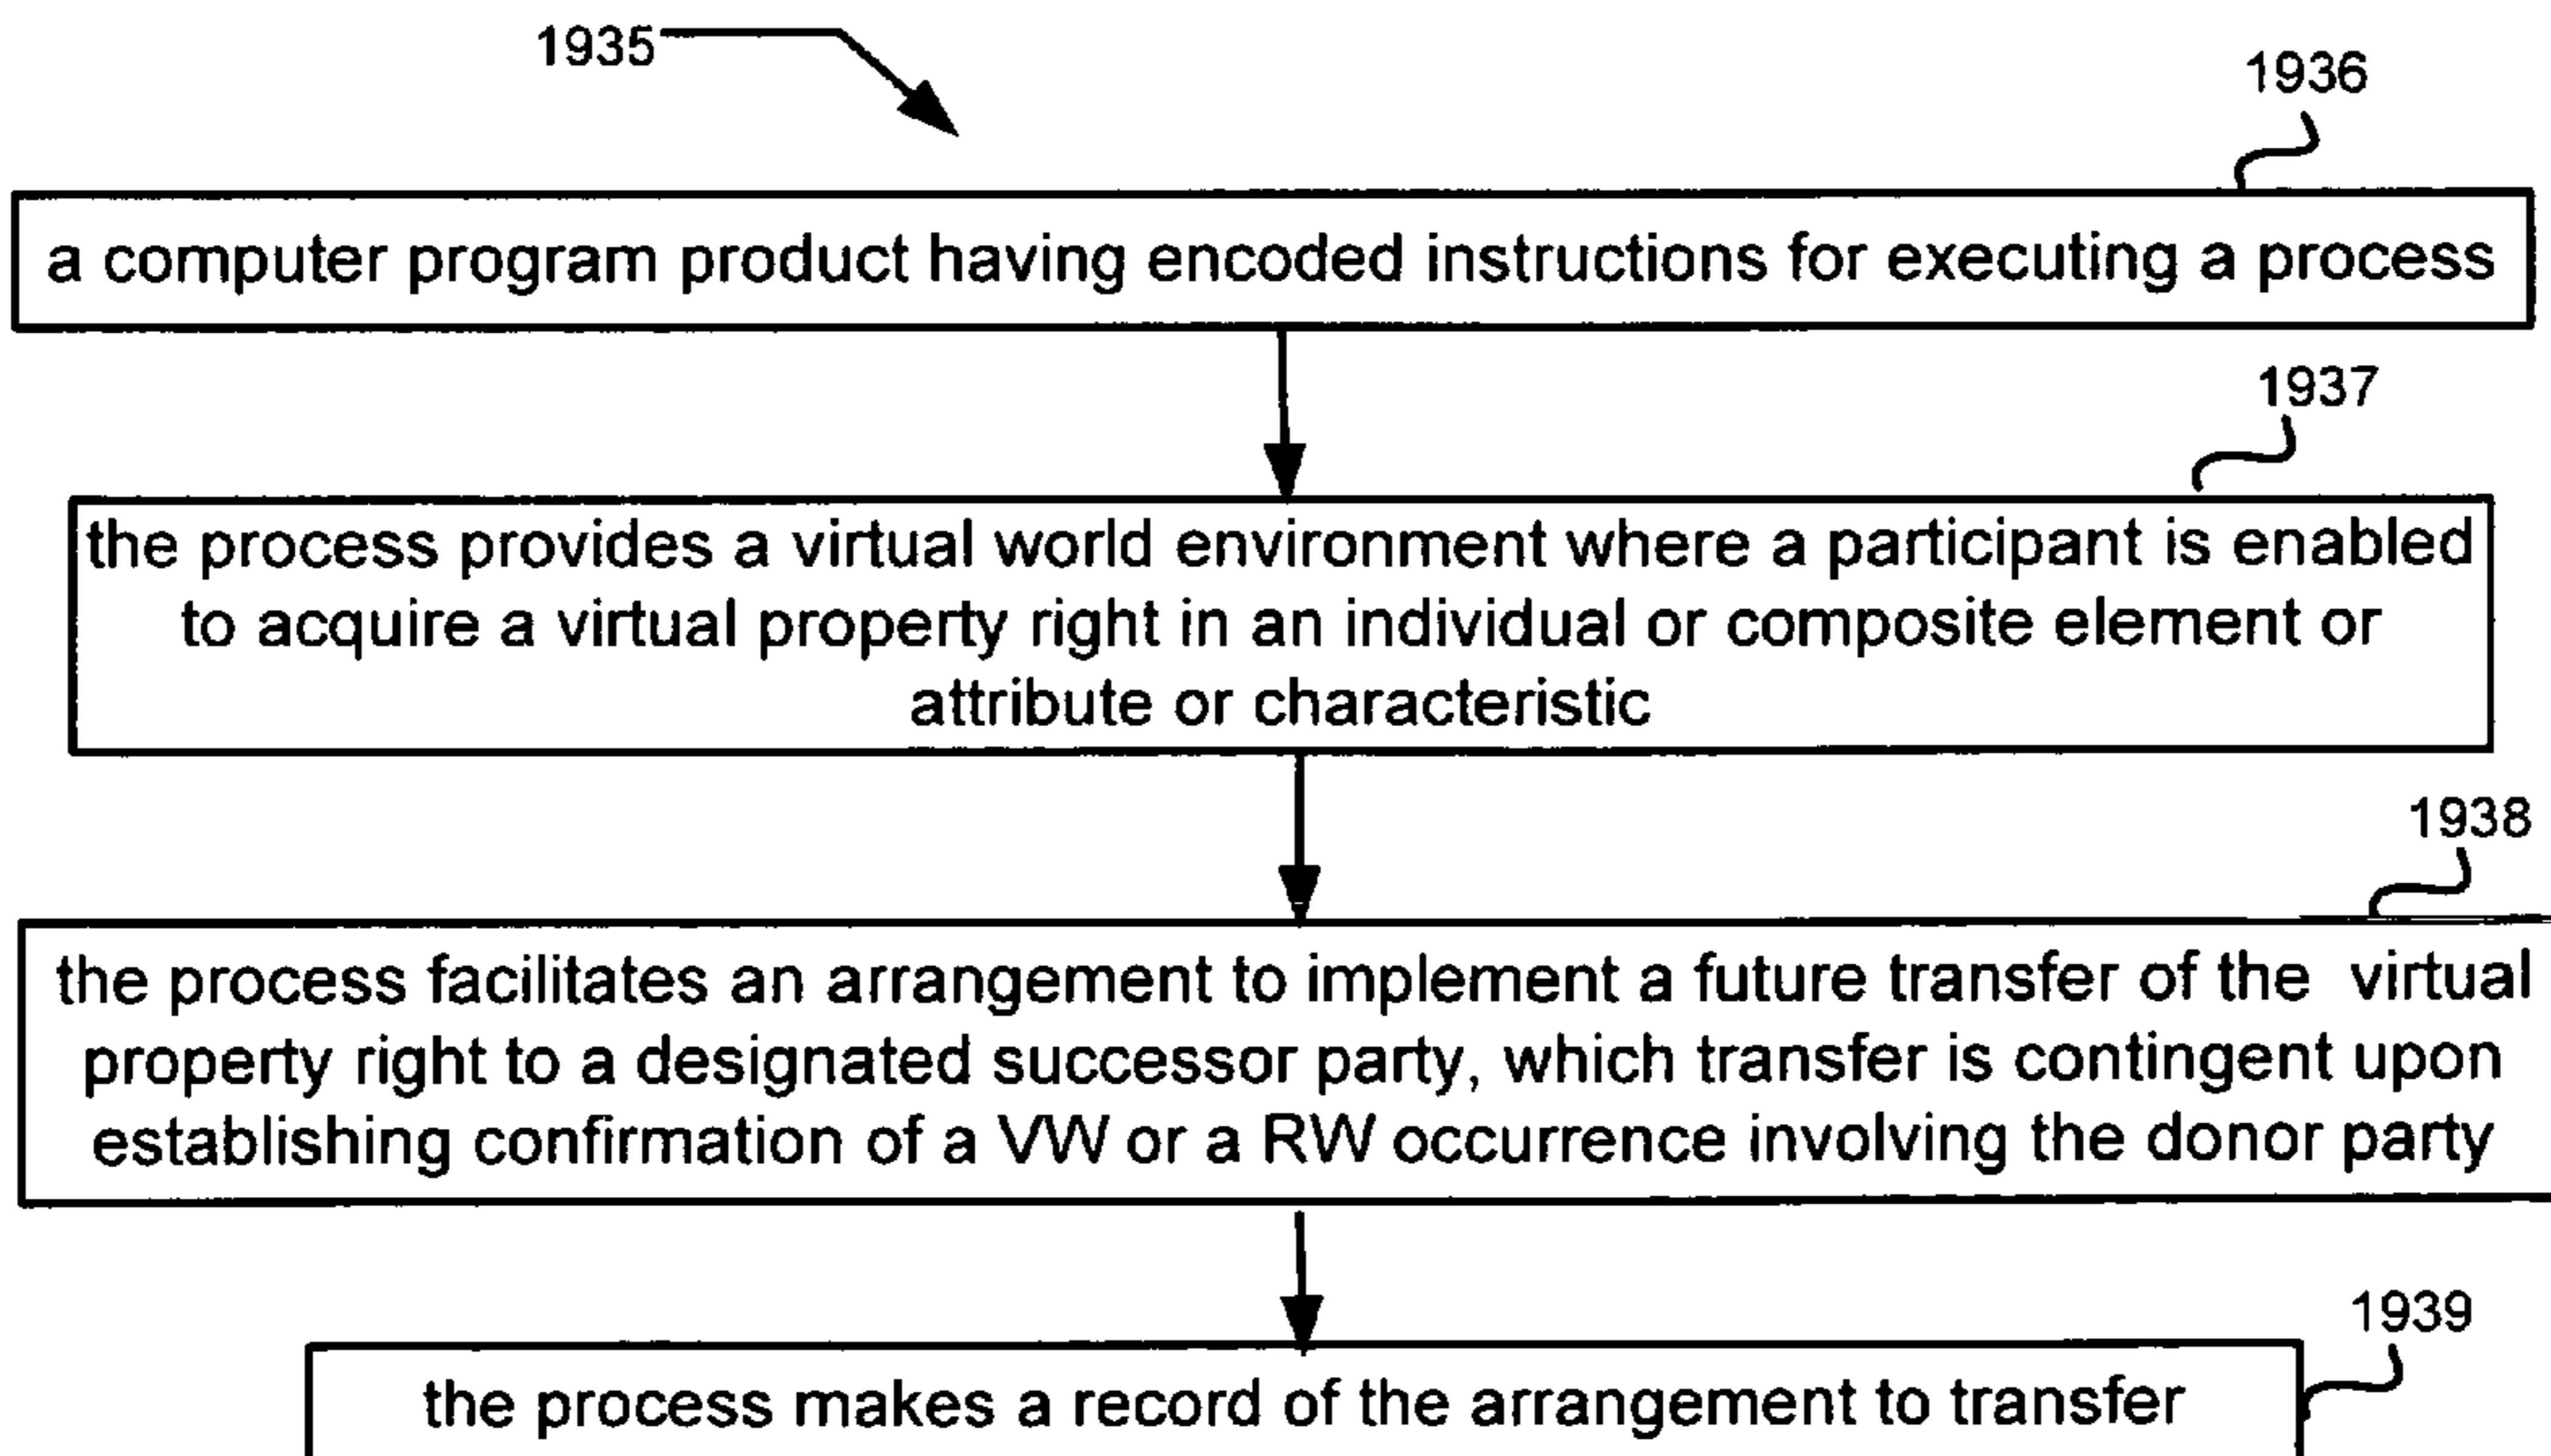 1935
1936
a computer program product having encoded instructions for executing a process
1937
the process provides a virtual world environment where a participant is enabled
to acquire a virtual property right in an individual or composite element or
attribute or characteristic
1938
the process facilitates an arrangement to implement a future transfer of the virtual
property right to a designated successor party, which transfer is contingent upon
establishing confirmation of a VW or a RW occurrence involving the donor party
1939
the process makes a record of the arrangement to transfer